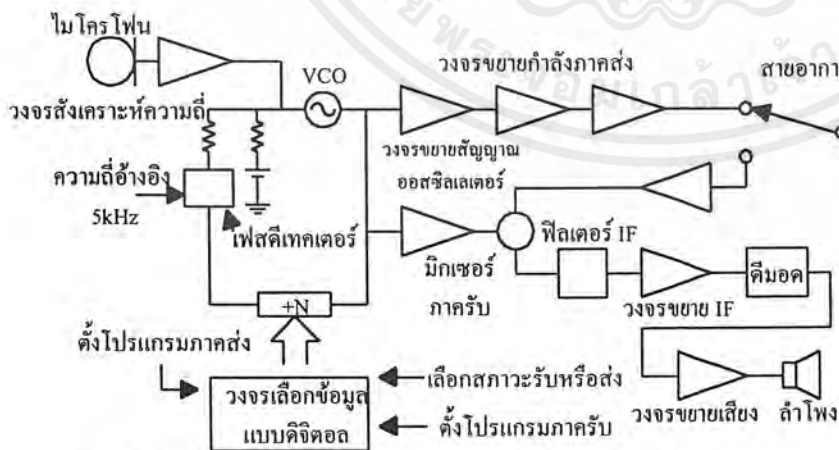 ไมโครโฟน
VCO
วงจรขยายกำลังภาคส่ง
สายอากา
วงจรสังเคราะห์ความถี่
วงจรขยายสัญญาณ
ออสซิลเลเตอร์
ความถี่อ้างอิง
5kHz
เฟสดีเทคเตอร์
มิกเซอร์
ภาครับ
ฟิลเตอร์ IF
วงจรขยาย IF
ดีมอด
+N
ตั้งโปรแกรมภาคส่ง
วงจรเลือกข้อมูล
แบบดิจิตอล
เลือกสภาวะรับหรือส่ง
ตั้งโปรแกรมภาครับ
วงจรขยายเสียง
ลำโพง